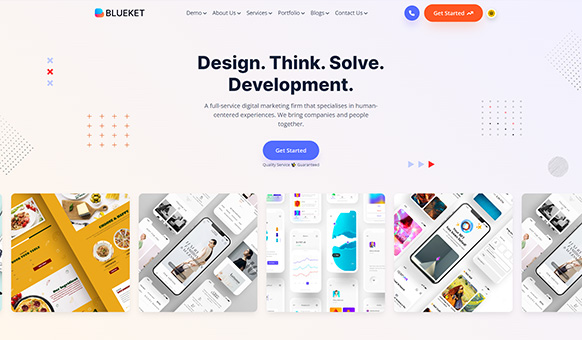 BLUEKET
Demo
About Us
Services
Portfolio
Blogs
Contact Us
Get Started
Design. Think. Solve.
Development.
A full-service digital marketing firm that specialises in human-
centered experiences. We bring companies and people
together.
Get Started
Quality Service
Guaranteed